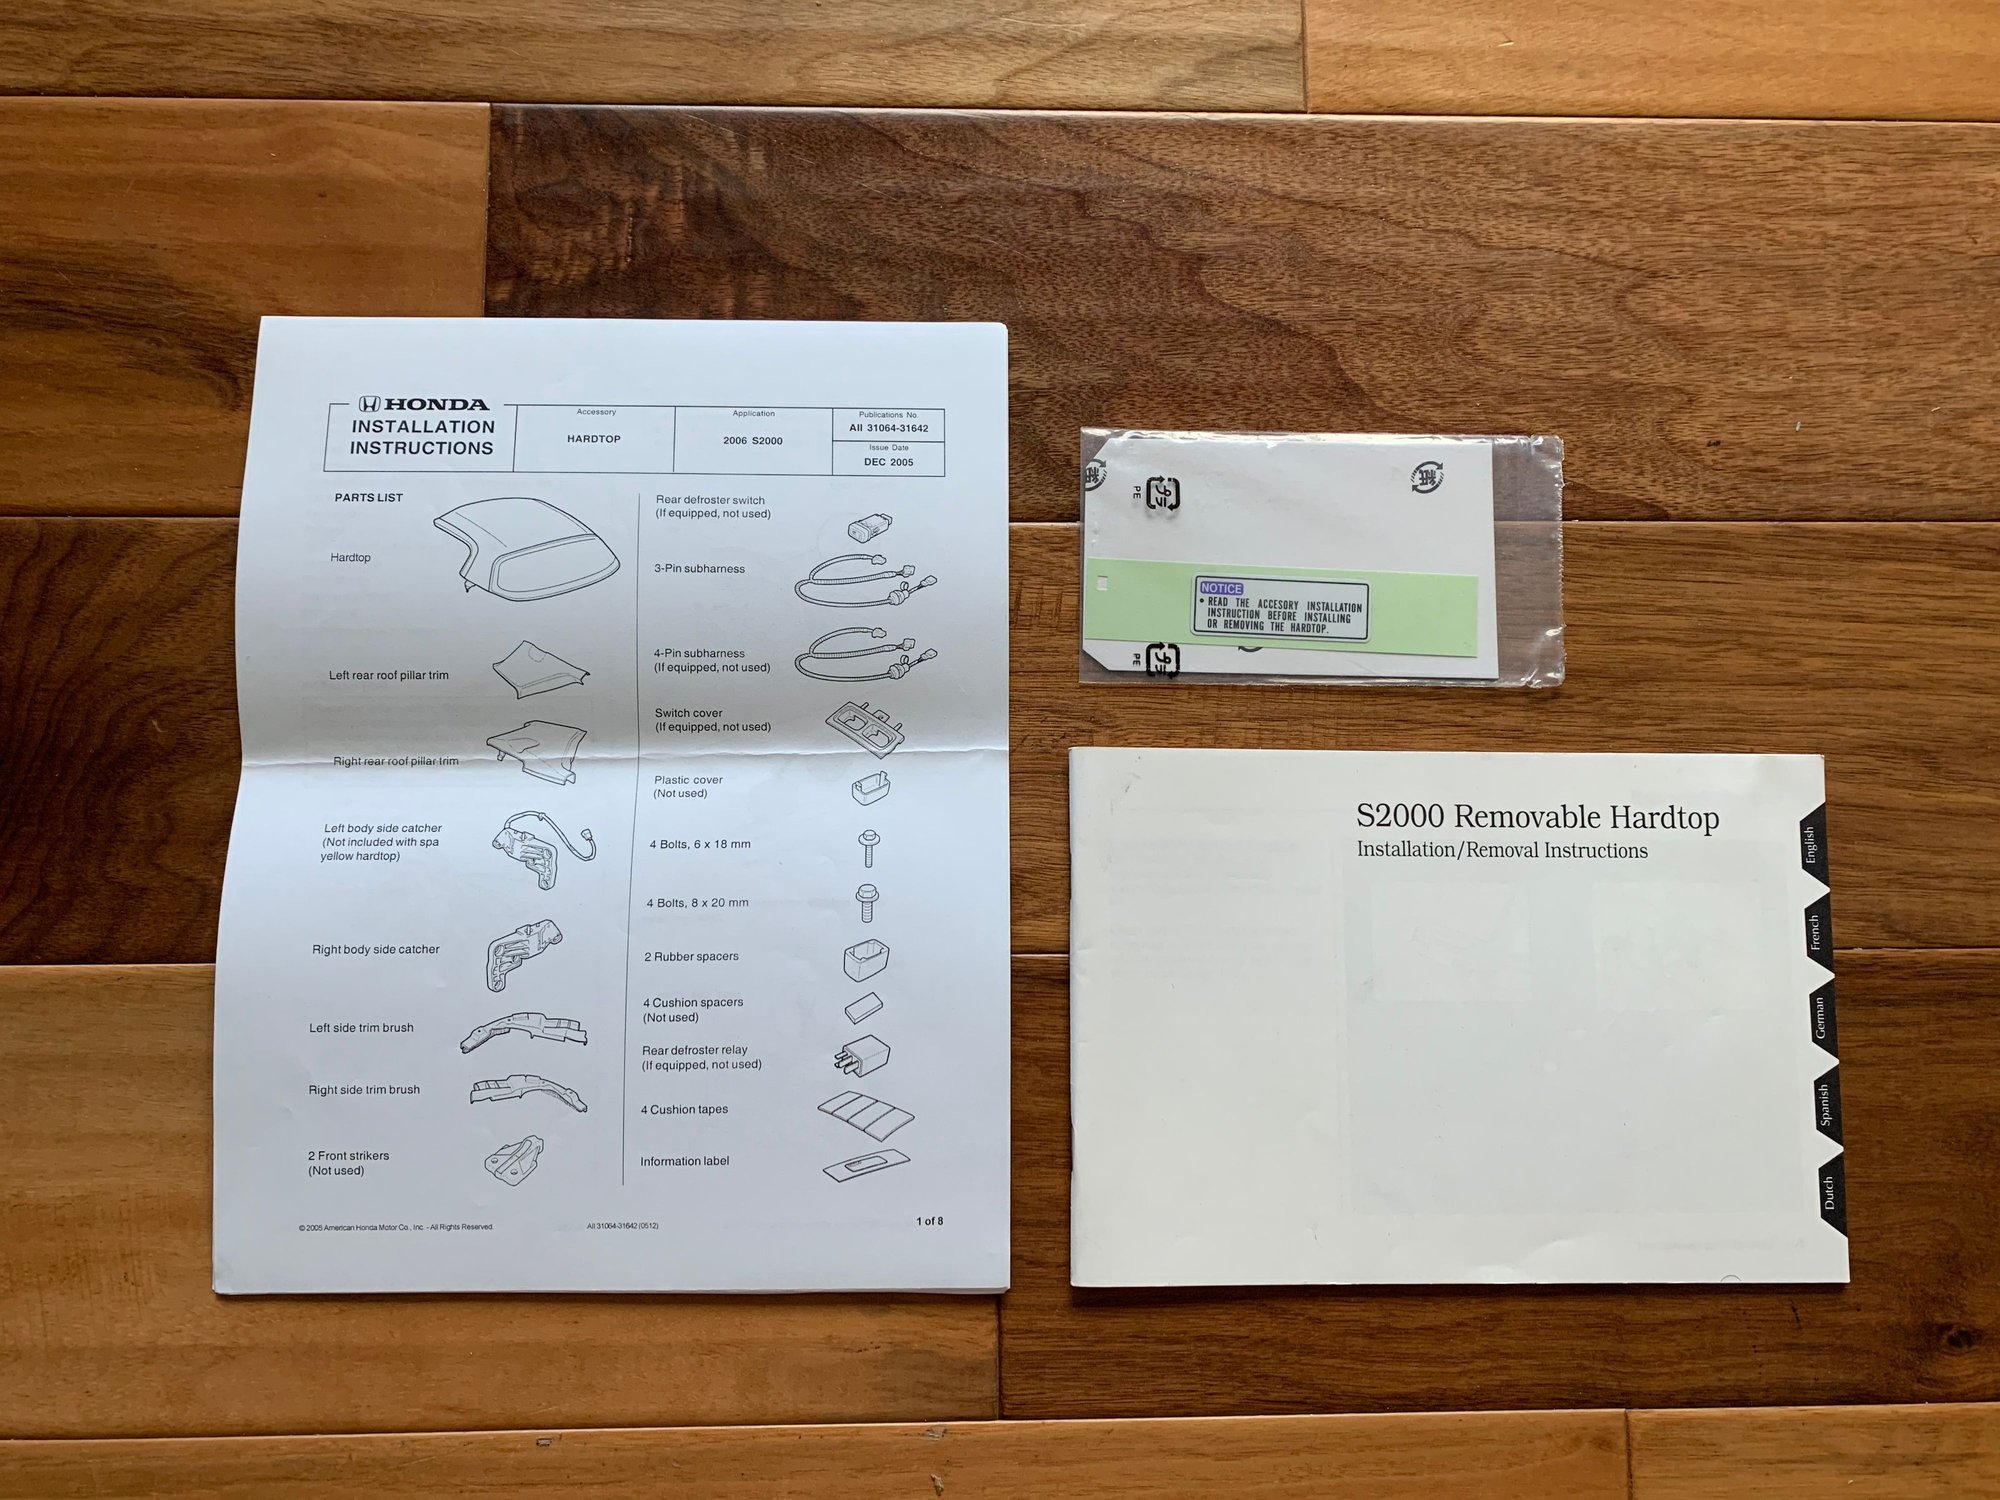 HONDA
INSTALLATION
INSTRUCTIONS
Accessory
HARDTOP
Application
2006 S2000
Publications No.
AII 31064-31642
Issue Date
DEC 2005
PARTS LIST
Hardtop
Left rear roof pillar trim
Right rear roof pillar trim
Left body side catcher
(Not included with spa
yellow hardtop)
Right body side catcher
Left side trim brush
Right side trim brush
2 Front strikers
(Not used)
Rear defroster switch
(If equipped, not used)
3-Pin subharness
4-Pin subharness
(If equipped, not used)
Switch cover
(If equipped, not used)
Plastic cover
(Not used)
4 Bolts, 6 x 18 mm
4 Bolts, 8 x 20 mm
2 Rubber spacers
4 Cushion spacers
(Not used)
Rear defroster relay
(If equipped, not used)
4 Cushion tapes
Information label
© 2005 American Honda Motor Co., Inc. - All Rights Reserved.
AII 31064-31642 (0512)
1 of 8
紙
プラ
PE
紙
NOTICE
• READ THE ACCESORY INSTALLATION
INSTRUCTION BEFORE INSTALLING
OR REMOVING THE HARDTOP.
プラ
PE
S2000 Removable Hardtop
Installation/Removal Instructions
English
French
German
Spanish
Dutch